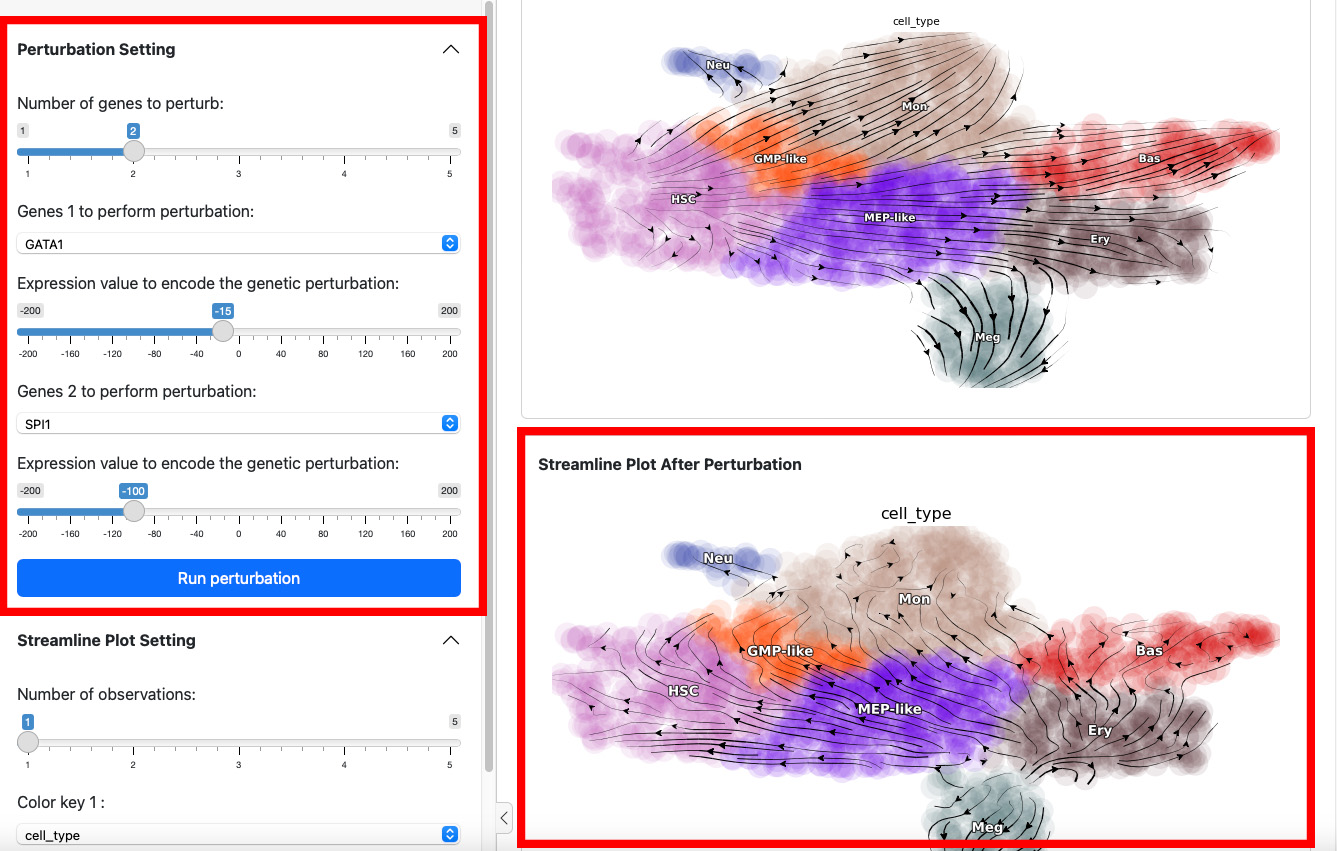 Perturbation Setting
Number of genes to perturb:
1 2 5
1 2 3 4 5
Genes 1 to perform perturbation:
GATA1
Expression value to encode the genetic perturbation:
-200 -15 200
-200 -160 -120 -80 -40 0 40 80 120 160 200
Genes 2 to perform perturbation:
SPI1
Expression value to encode the genetic perturbation:
-200 -100 200
-200 -160 -120 -80 -40 0 40 80 120 160 200
Run perturbation
Streamline Plot Setting
Number of observations:
1 5
1 2 3 4 5
Color key 1 :
cell_type
cell_type
Neu
Mon
GMP-like
Bas
HSC
MEP-like
Ery
Meg
Streamline Plot After Perturbation
cell_type
Neu
Mon
GMP-like
Bas
HSC
MEP-like
Ery
Meg